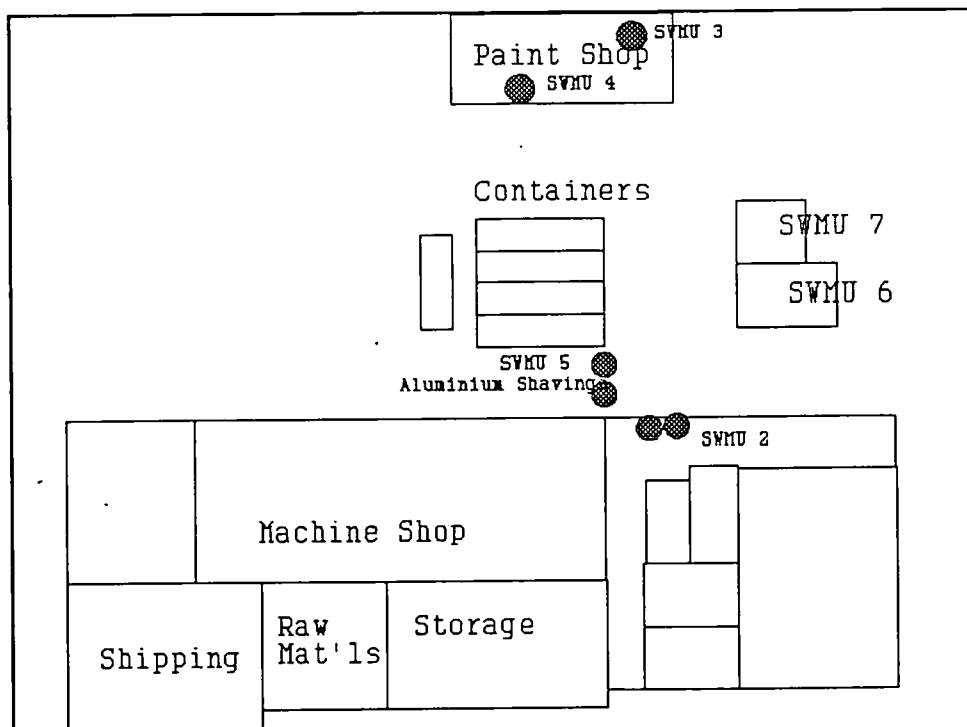 SWMU 3
Paint Shop
SWMU 4
Containers
SWMU 7
SWMU 6
SWMU 5
Aluminium Shavings
SWMU 2
Machine Shop
Raw
Mat'ls
Storage
Shipping